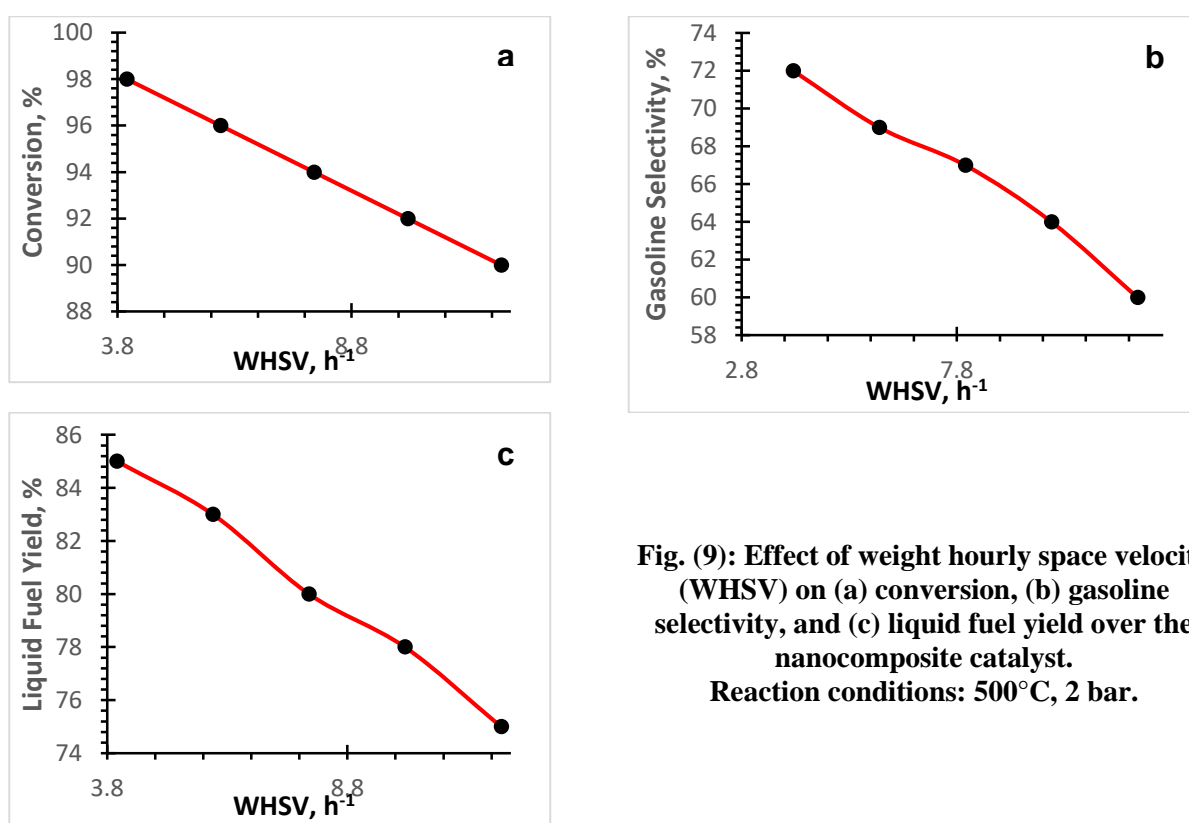 a
100
98
96
94
92
90
88
Conversion, %
3.8
8.8
WHSV, h-1
b
74
72
70
68
66
64
62
60
58
Gasoline Selectivity, %
2.8
7.8
WHSV, h-1
c
86
84
82
80
78
76
74
Liquid Fuel Yield, %
3.8
8.8
WHSV, h-1
Fig. (9): Effect of weight hourly space velocit
(WHSV) on (a) conversion, (b) gasoline
selectivity, and (c) liquid fuel yield over the
nanocomposite catalyst.
Reaction conditions: 500°C, 2 bar.